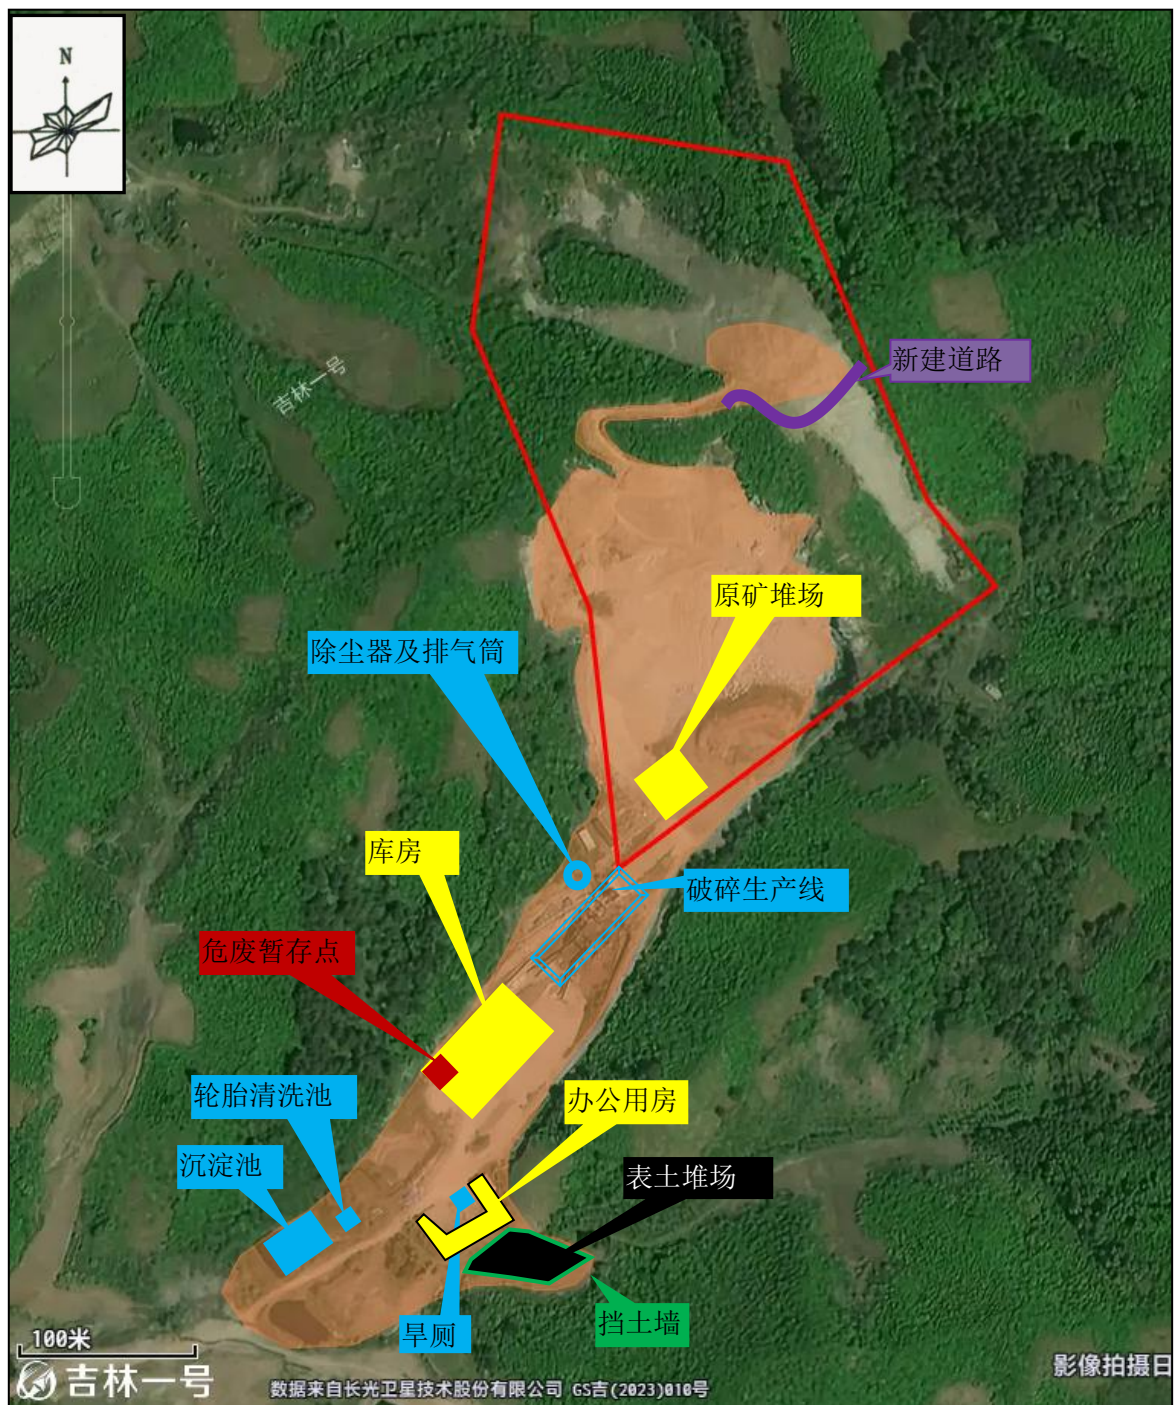 N
新建道路
吉林一号
原矿堆场
除尘器及排气筒
库房
破碎生产线
危废暂存点
轮胎清洗池
办公用房
沉淀池
表土堆场
挡土墙
旱厕
100米
吉林一号
数据来自长光卫星技术股份有限公司 GS吉(2023)010号
影像拍摄日